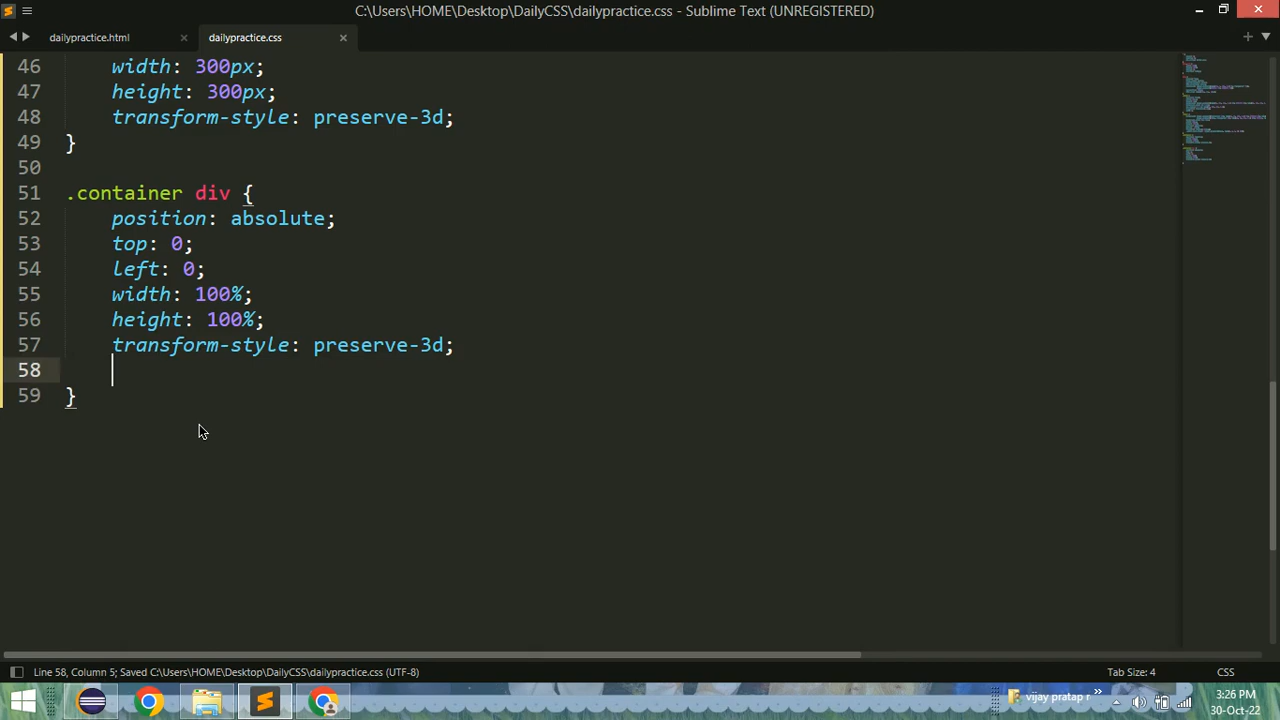 C:\Users\HOME\Desktop\DailyCSS\dailypractice.css - Sublime Text (UNREGISTERED)
dailypractice.html
dailypractice.css
46     width: 300px;
47     height: 300px;
48     transform-style: preserve-3d;
49 }
50
51 .container div {
52     position: absolute;
53     top: 0;
54     left: 0;
55     width: 100%;
56     height: 100%;
57     transform-style: preserve-3d;
58
59 }
Line 58, Column 5; Saved C:\Users\HOME\Desktop\DailyCSS\dailypractice.css (UTF-8)
Tab Size: 4
CSS
vijay pratap r
3:26 PM
30-Oct-22